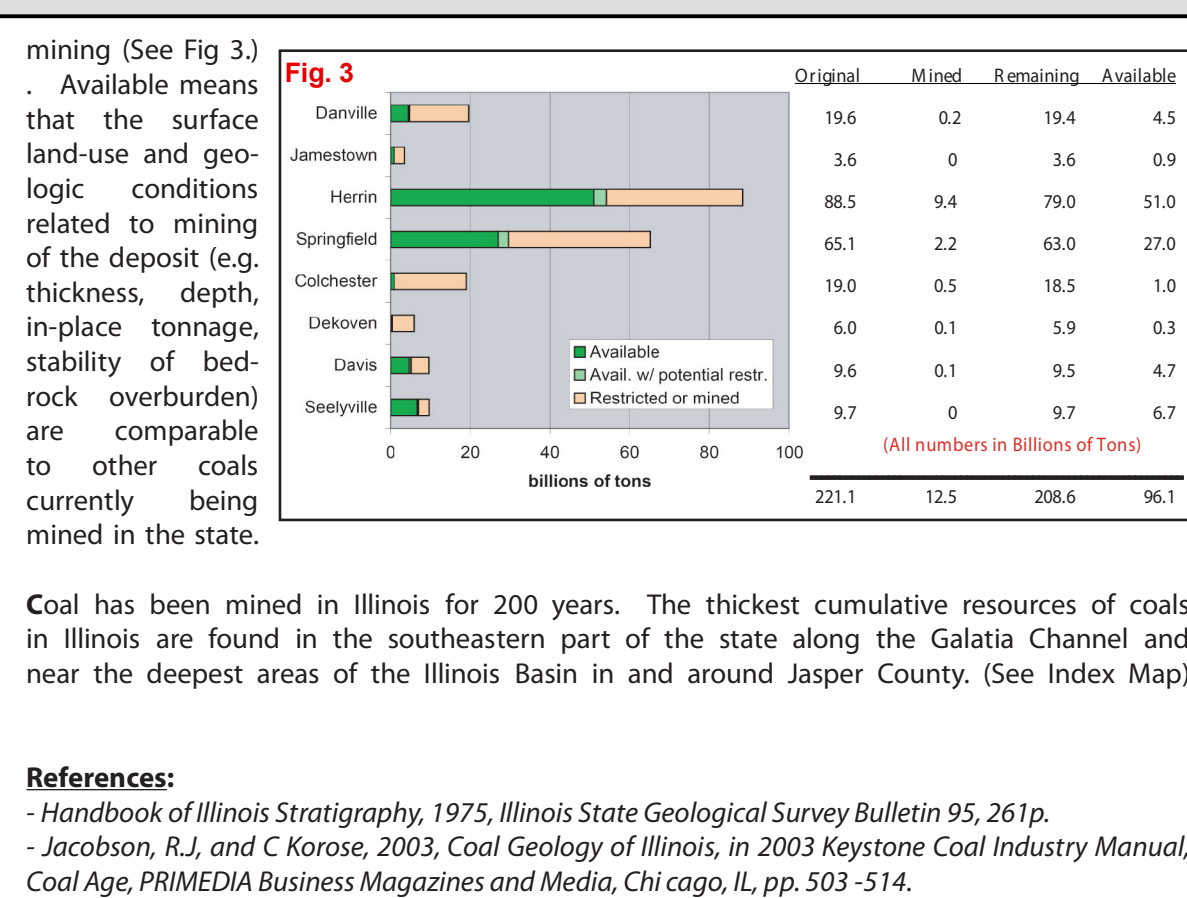 mining (See Fig 3.)
. Available means
that the surface
land-use and geo-
logic conditions
related to mining
of the deposit (e.g.
thickness, depth,
in-place tonnage,
stability of bed-
rock overburden)
are comparable
to other coals
currently being
mined in the state.
Fig. 3
Original Mined Remaining Available
Danville 19.6 0.2 19.4 4.5
Jamestown 3.6 0 3.6 0.9
Herrin 88.5 9.4 79.0 51.0
Springfield 65.1 2.2 63.0 27.0
Colchester 19.0 0.5 18.5 1.0
Dekoven 6.0 0.1 5.9 0.3
Davis 9.6 0.1 9.5 4.7
Seelyville 9.7 0 9.7 6.7
Available
Avail. w/ potential restr.
Restricted or mined
0 20 40 60 80 100
billions of tons
(All numbers in Billions of Tons)
221.1 12.5 208.6 96.1
Coal has been mined in Illinois for 200 years. The thickest cumulative resources of coals
in Illinois are found in the southeastern part of the state along the Galatia Channel and
near the deepest areas of the Illinois Basin in and around Jasper County. (See Index Map)
References:
- Handbook of Illinois Stratigraphy, 1975, Illinois State Geological Survey Bulletin 95, 261p.
- Jacobson, R.J, and C Korose, 2003, Coal Geology of Illinois, in 2003 Keystone Coal Industry Manual,
Coal Age, PRIMEDIA Business Magazines and Media, Chi cago, IL, pp. 503 -514.